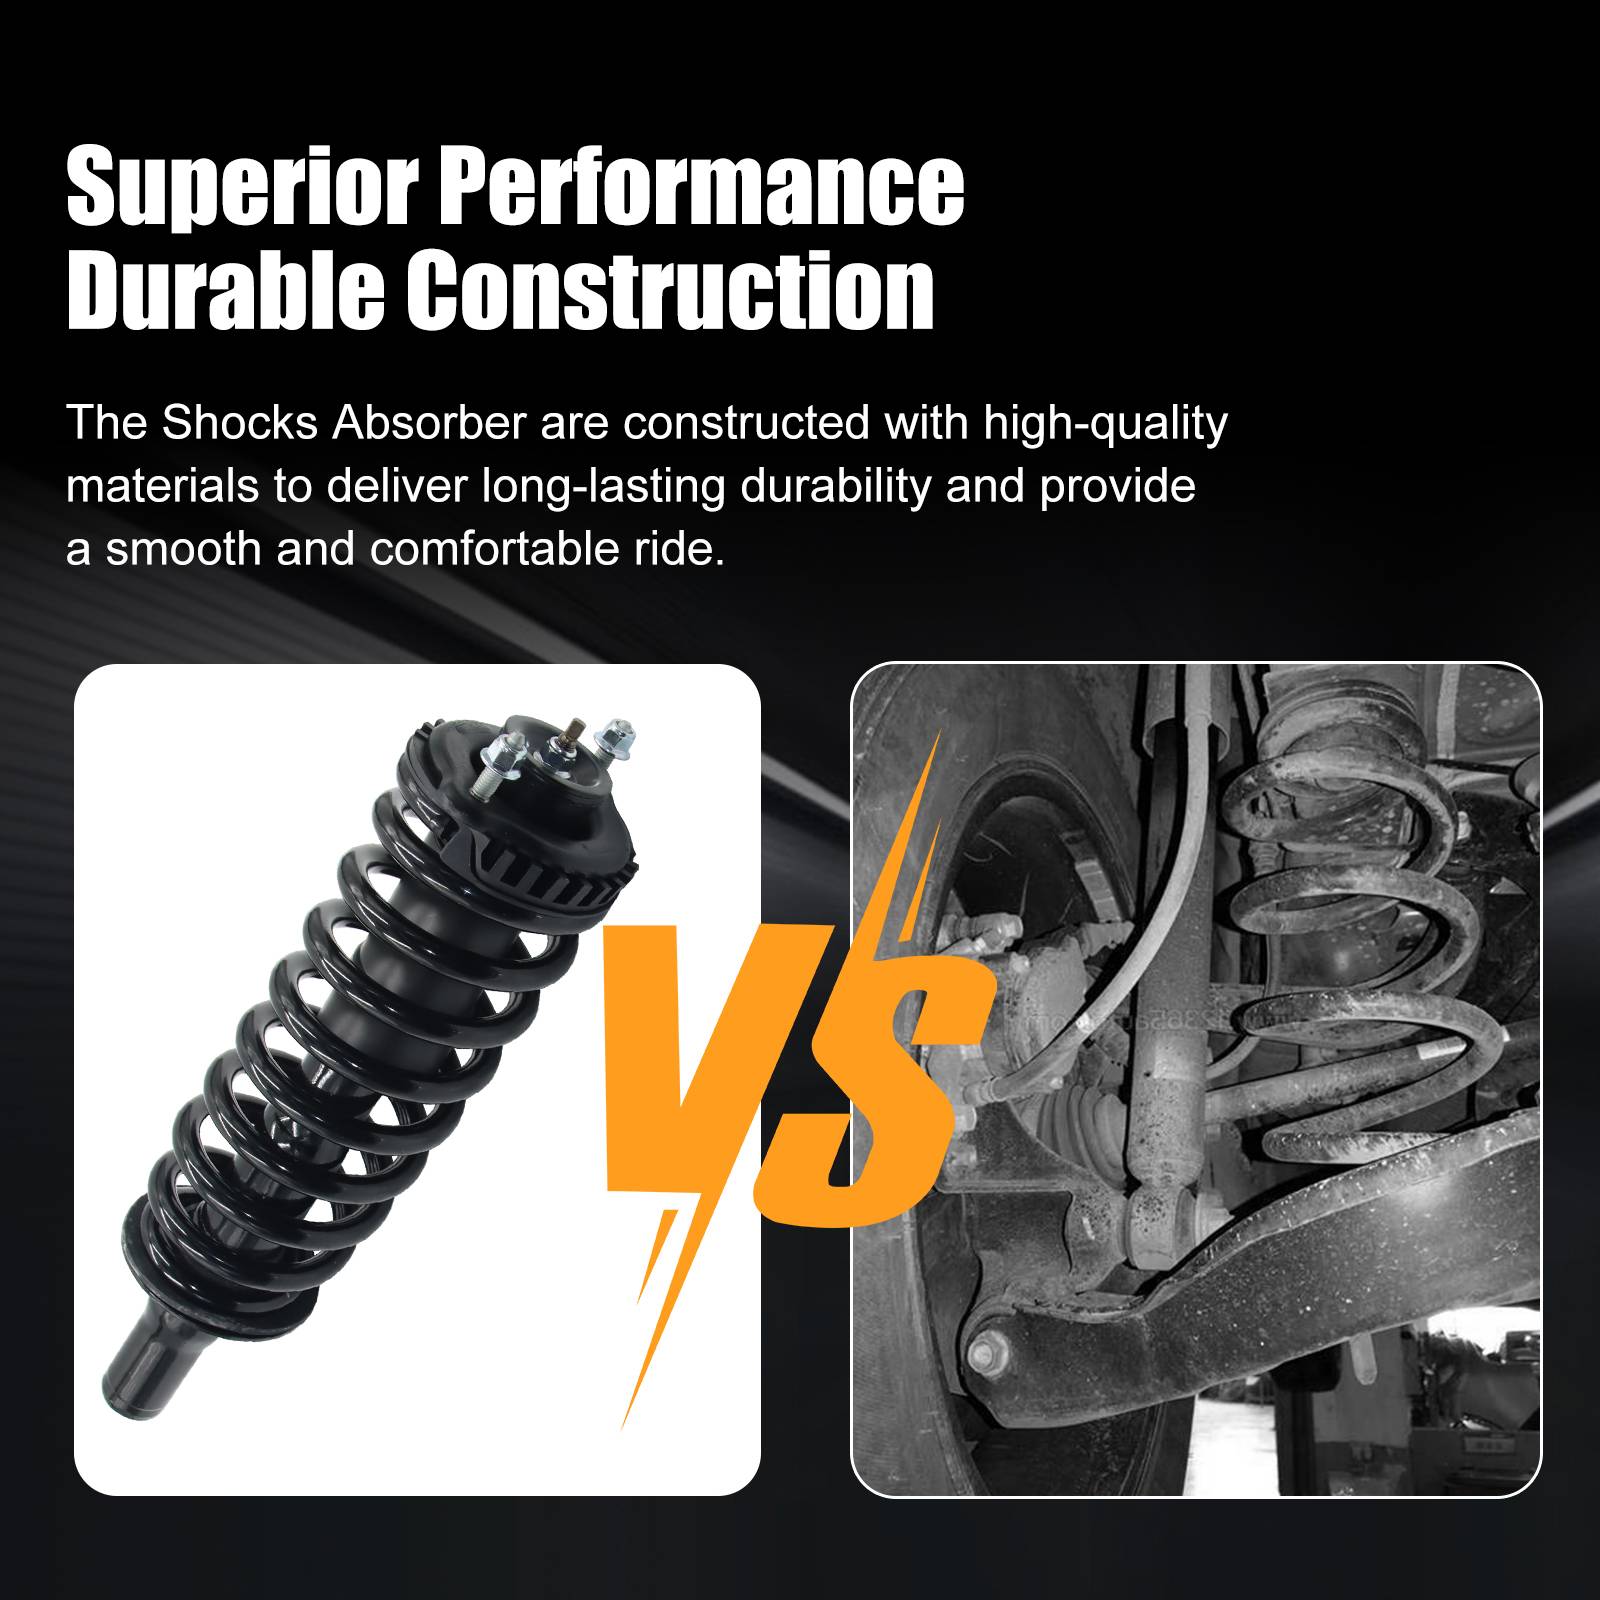 Superior Performance
Durable Construction
The Shocks Absorber are constructed with high-quality
materials to deliver long-lasting durability and provide
a smooth and comfortable ride.
VS